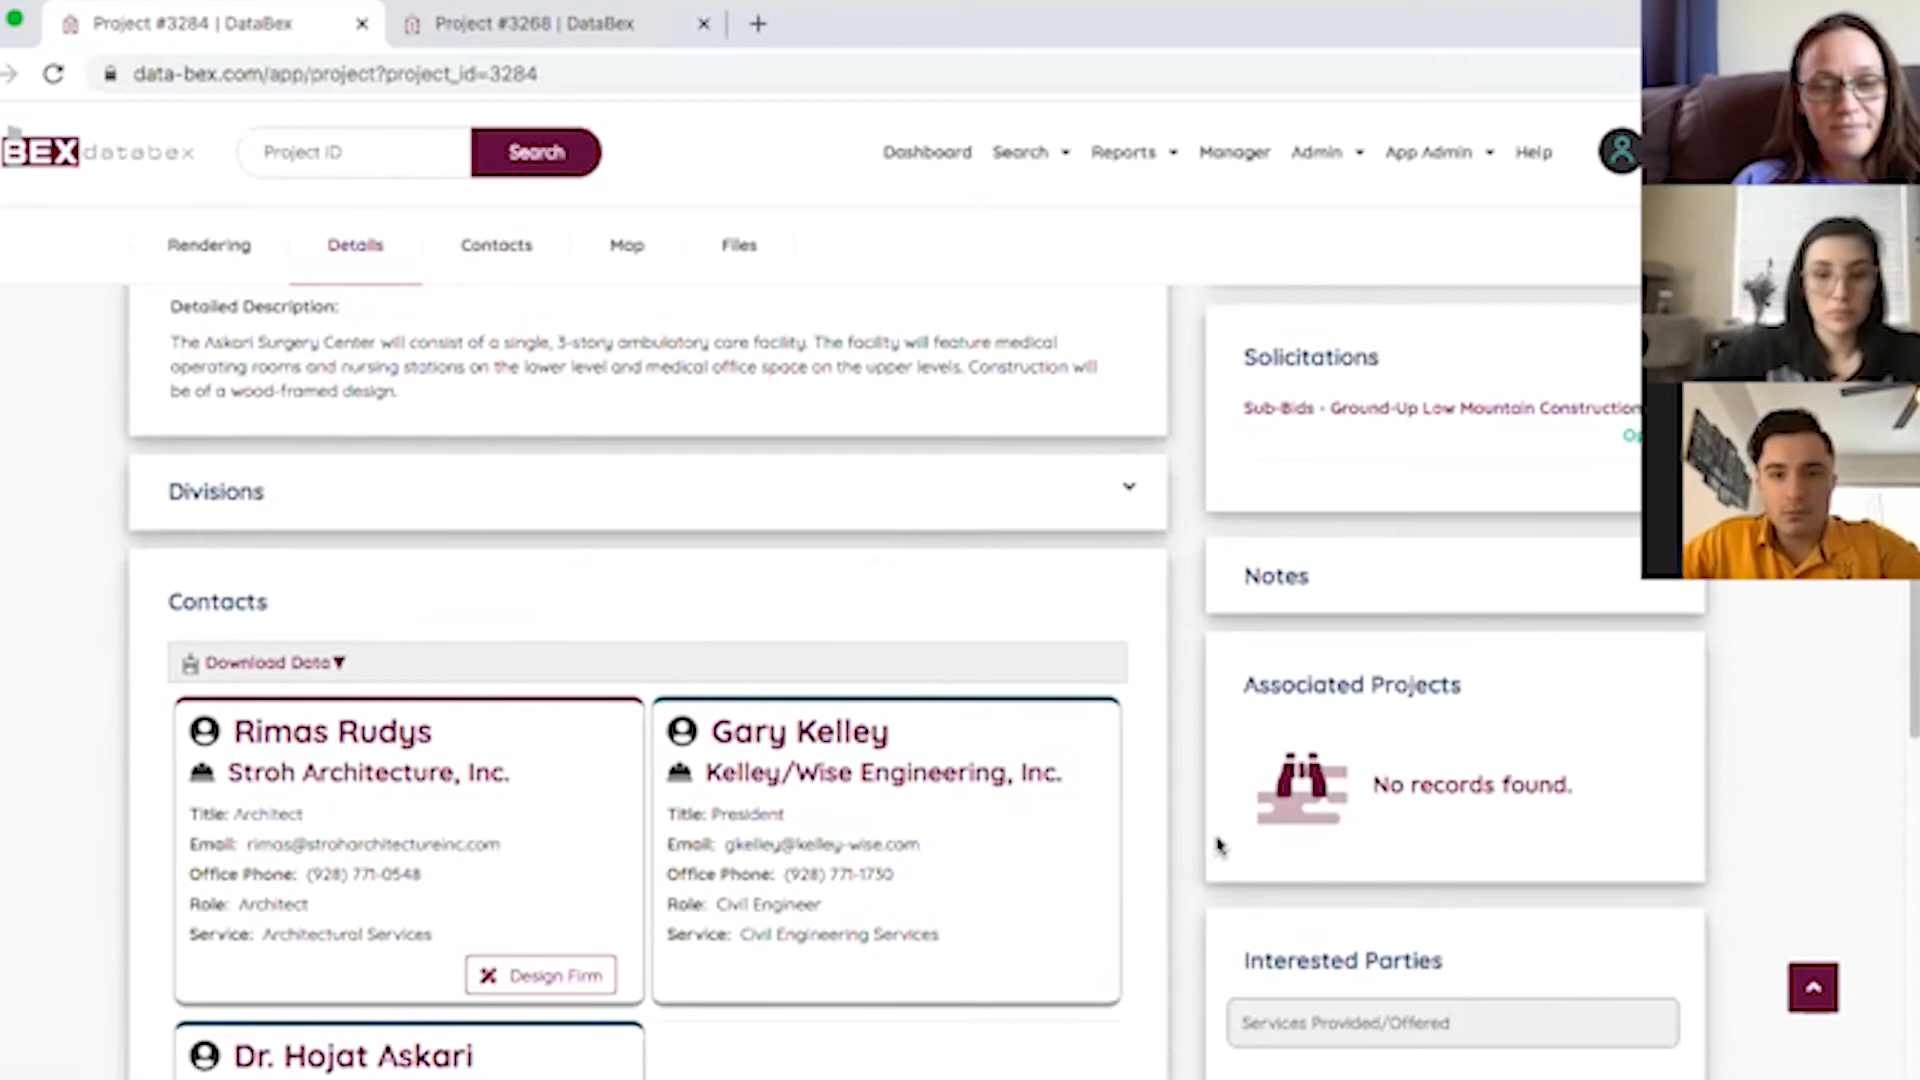 Project #3284 | DataBex
Project #3268 | DataBex
data-bex.com/app/project?project_id=3284
BEX databex
Project ID
Search
Dashboard Search Reports Manager Admin App Admin Help
Rendering Details Contacts Map Files
Detailed Description:
The Askari Surgery Center will consist of a single, 3-story ambulatory care facility. The facility will feature medical
operating rooms and nursing stations on the lower level and medical office space on the upper levels. Construction will
be of a wood-framed design.
Divisions
Contacts
Download Data▼
Rimas Rudys
Stroh Architecture, Inc.
Title: Architect
Email: rimas@stroharchitectureinc.com
Office Phone: (928) 771-0548
Role: Architect
Service: Architectural Services
Design Firm
Gary Kelley
Kelley/Wise Engineering, Inc.
Title: President
Email: gkelley@kelley-wise.com
Office Phone: (928) 771-1730
Role: Civil Engineer
Service: Civil Engineering Services
Dr. Hojat Askari
Solicitations
Sub-Bids - Ground-Up Low Mountain Construction
Notes
Associated Projects
No records found.
Interested Parties
Services Provided/Offered